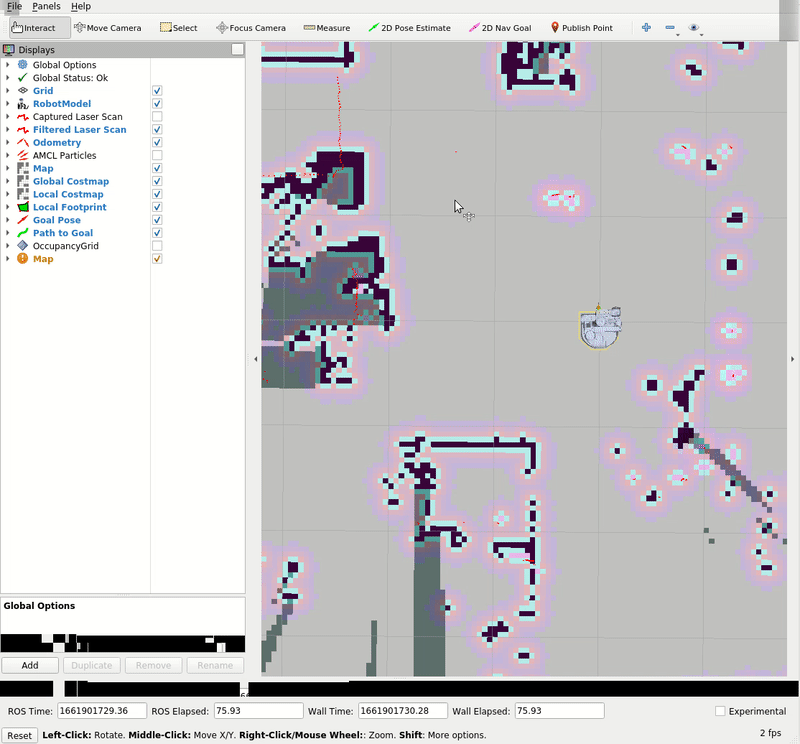 File Panels Help
Interact Move Camera Select Focus Camera Measure 2D Pose Estimate 2D Nav Goal Publish Point
Displays
Global Options
Global Status: Ok
Grid
RobotModel
Captured Laser Scan
Filtered Laser Scan
Odometry
AMCL Particles
Map
Global Costmap
Local Costmap
Local Footprint
Goal Pose
Path to Goal
OccupancyGrid
Map
Global Options
Add Duplicate Remove Rename
ROS Time: 1661901729.36 ROS Elapsed: 75.93 Wall Time: 1661901730.28 Wall Elapsed: 75.93 Experimental
Reset Left-Click: Rotate. Middle-Click: Move X/Y. Right-Click/Mouse Wheel:: Zoom. Shift: More options. 2 fps